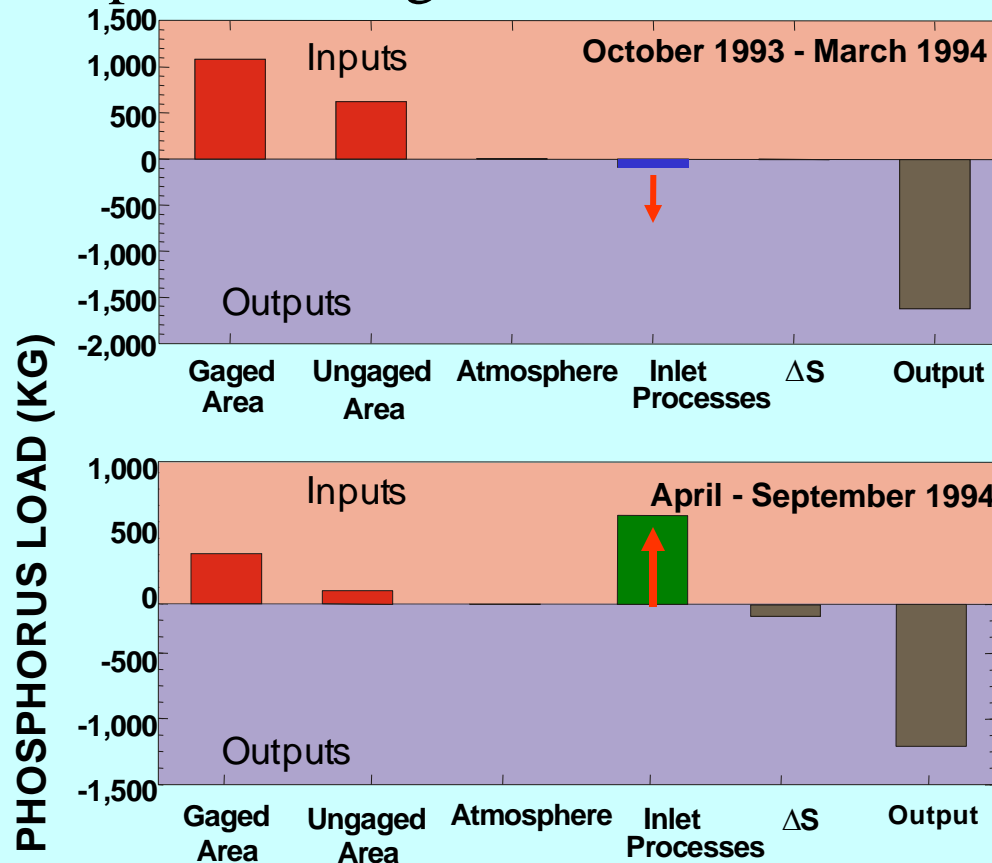 1,500
Inputs
October 1993 - March 1994
1,000
500
0
-500
-1,000
-1,500
Outputs
-2,000
Gaged Area
Ungaged Area
Atmosphere
Inlet Processes
ΔS
Output
PHOSPHORUS LOAD (KG)
1,000
Inputs
April - September 1994
500
0
-500
-1,000
Outputs
-1,500
Gaged Area
Ungaged Area
Atmosphere
Inlet Processes
ΔS
Output